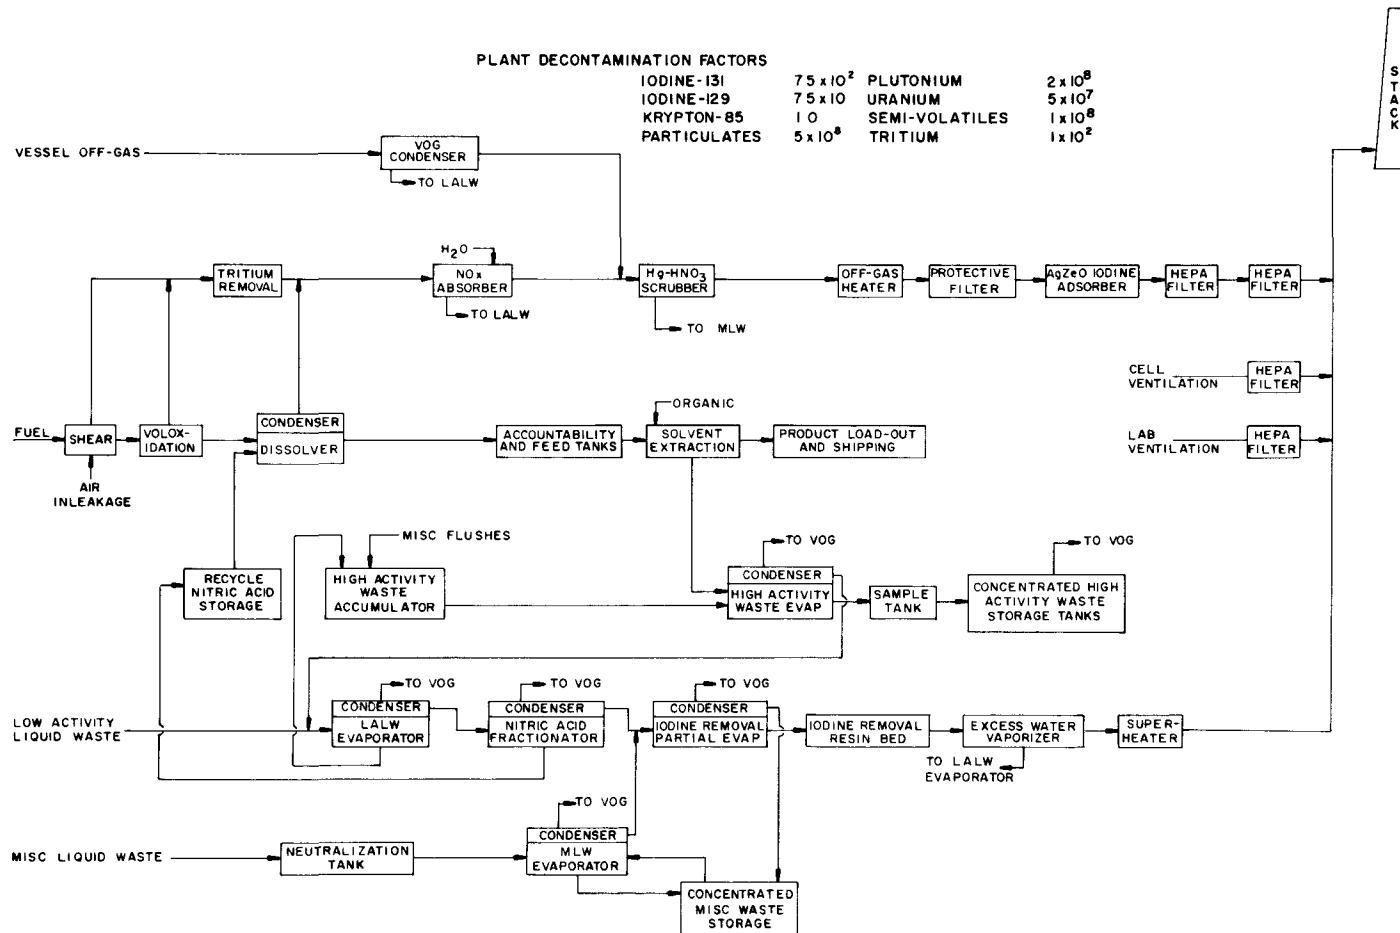 PLANT DECONTAMINATION FACTORS
IODINE-131 7 5 x 10² PLUTONIUM 2 x 10⁸
IODINE-129 7 5 x 10 URANIUM 5 x 10⁷
KRYPTON-85 1 0 SEMI-VOLATILES 1 x 10⁸
PARTICULATES 5 x 10⁸ TRITIUM 1 x 10²
STACK
VESSEL OFF-GAS
VOG
CONDENSER
TO LALW
H₂O
TRITIUM
REMOVAL
NOx
ABSORBER
TO LALW
Hg-HNO₃
SCRUBBER
TO MLW
OFF-GAS
HEATER
PROTECTIVE
FILTER
AgZeO IODINE
ADSORBER
HEPA
FILTER
HEPA
FILTER
CELL
VENTILATION
HEPA
FILTER
FUEL
SHEAR
AIR
INLEAKAGE
VOLOX-
IDATION
CONDENSER
DISSOLVER
ACCOUNTABILITY
AND FEED TANKS
ORGANIC
SOLVENT
EXTRACTION
PRODUCT LOAD-OUT
AND SHIPPING
LAB
VENTILATION
HEPA
FILTER
MISC FLUSHES
RECYCLE
NITRIC ACID
STORAGE
HIGH ACTIVITY
WASTE
ACCUMULATOR
TO VOG
CONDENSER
HIGH ACTIVITY
WASTE EVAP
SAMPLE
TANK
TO VOG
CONCENTRATED HIGH
ACTIVITY WASTE
STORAGE TANKS
LOW ACTIVITY
LIQUID WASTE
TO VOG
CONDENSER
LALW
EVAPORATOR
TO VOG
CONDENSER
NITRIC ACID
FRACTIONATOR
TO VOG
CONDENSER
IODINE REMOVAL
PARTIAL EVAP
IODINE REMOVAL
RESIN BED
EXCESS WATER
VAPORIZER
TO LALW
EVAPORATOR
SUPER-
HEATER
MISC LIQUID WASTE
NEUTRALIZATION
TANK
TO VOG
CONDENSER
MLW
EVAPORATOR
CONCENTRATED
MISC WASTE
STORAGE